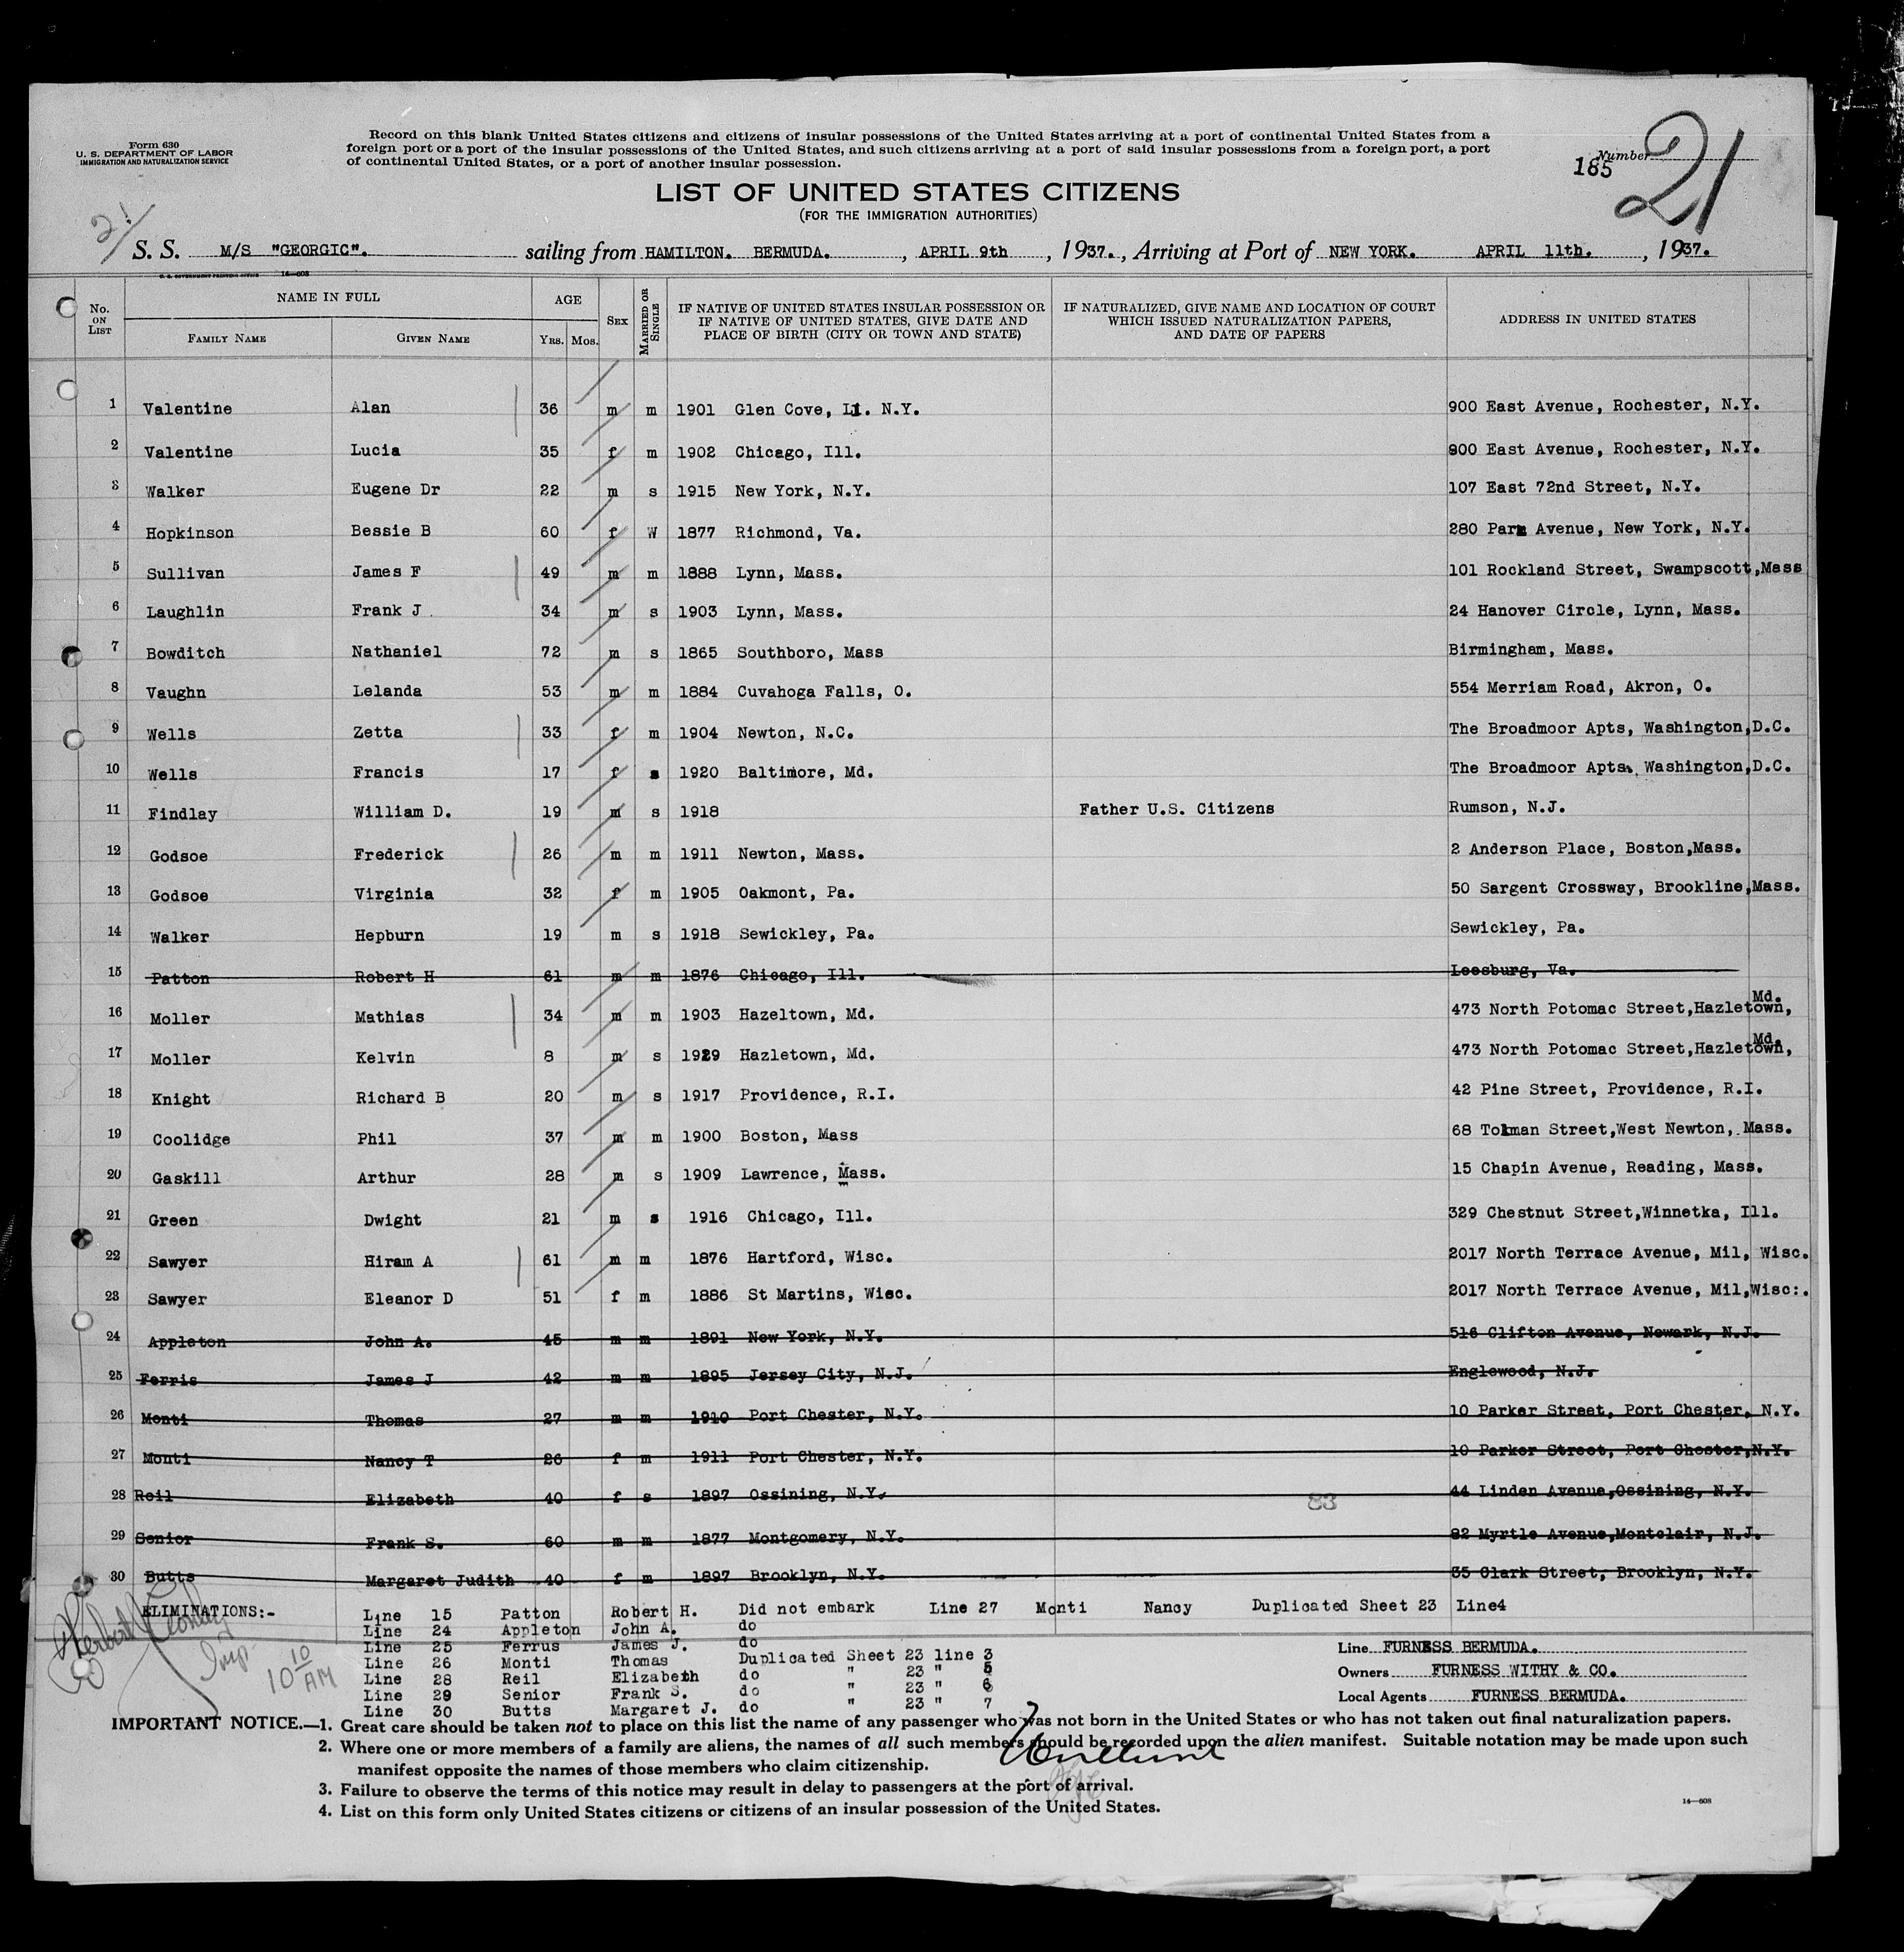 Form 630
U. S. DEPARTMENT OF LABOR
IMMIGRATION AND NATURALIZATION SERVICE
Record on this blank United States citizens and citizens of insular possessions of the United States arriving at a port of continental United States from a
foreign port or a port of the insular possessions of the United States, and such citizens arriving at a port of said insular possessions from a foreign port, a port
of continental United States, or a port of another insular possession.
Number 21
185
LIST OF UNITED STATES CITIZENS
(FOR THE IMMIGRATION AUTHORITIES)
21
S. S. M/S "GEORGIC". sailing from HAMILTON. BERMUDA. , APRIL 9th , 1937. , Arriving at Port of NEW YORK. APRIL 11th. , 1937.
U. S. GOVERNMENT PRINTING OFFICE 14—608
No. ON LIST NAME IN FULL FAMILY NAME GIVEN NAME AGE YRS. MOS. SEX MARRIED OR SINGLE IF NATIVE OF UNITED STATES INSULAR POSSESSION OR IF NATIVE OF UNITED STATES, GIVE DATE AND PLACE OF BIRTH (CITY OR TOWN AND STATE) IF NATURALIZED, GIVE NAME AND LOCATION OF COURT WHICH ISSUED NATURALIZATION PAPERS, AND DATE OF PAPERS ADDRESS IN UNITED STATES
1 Valentine Alan 36 m m 1901 Glen Cove, LI. N.Y. 900 East Avenue, Rochester, N.Y.
2 Valentine Lucia 35 f m 1902 Chicago, Ill. 900 East Avenue, Rochester, N.Y.
3 Walker Eugene Dr 22 m s 1915 New York, N.Y. 107 East 72nd Street, N.Y.
4 Hopkinson Bessie B 60 f W 1877 Richmond, Va. 280 Park Avenue, New York, N.Y.
5 Sullivan James F 49 m m 1888 Lynn, Mass. 101 Rockland Street, Swampscott,Mass
6 Laughlin Frank J 34 m s 1903 Lynn, Mass. 24 Hanover Circle, Lynn, Mass.
7 Bowditch Nathaniel 72 m s 1865 Southboro, Mass Birmingham, Mass.
8 Vaughn Lelanda 53 m m 1884 Cuvahoga Falls, O. 554 Merriam Road, Akron, O.
9 Wells Zetta 33 f m 1904 Newton, N.C. The Broadmoor Apts, Washington,D.C.
10 Wells Francis 17 f s 1920 Baltimore, Md. The Broadmoor Apts. Washington,D.C.
11 Findlay William D. 19 m s 1918 Father U.S. Citizens Rumson, N.J.
12 Godsoe Frederick 26 m m 1911 Newton, Mass. 2 Anderson Place, Boston,Mass.
13 Godsoe Virginia 32 f m 1905 Oakmont, Pa. 50 Sargent Crossway, Brookline,Mass.
14 Walker Hepburn 19 m s 1918 Sewickley, Pa. Sewickley, Pa.
15 Patton Robert H 61 m m 1876 Chicago, Ill. Leesburg, Va.
16 Moller Mathias 34 m m 1903 Hazeltown, Md. 473 North Potomac Street,Hazletown, Md.
17 Moller Kelvin 8 m s 1929 Hazletown, Md. 473 North Potomac Street,Hazletown, Md.
18 Knight Richard B 20 m s 1917 Providence, R.I. 42 Pine Street, Providence, R.I.
19 Coolidge Phil 37 m m 1900 Boston, Mass 68 Tolman Street,West Newton, Mass.
20 Gaskill Arthur 28 m s 1909 Lawrence, Mass. 15 Chapin Avenue, Reading, Mass.
21 Green Dwight 21 m s 1916 Chicago, Ill. 329 Chestnut Street,Winnetka, Ill.
22 Sawyer Hiram A 61 m m 1876 Hartford, Wisc. 2017 North Terrace Avenue, Mil, Wisc.
23 Sawyer Eleanor D 51 f m 1886 St Martins, Wisc. 2017 North Terrace Avenue, Mil,Wisc:.
24 Appleton John A. 45 m m 1891 New York, N.Y. 516 Clifton Avenue, Newark, N.J.
25 Ferris James J 42 m m 1895 Jersey City, N.J. Englewood, N.J.
26 Monti Thomas 27 m m 1910 Port Chester, N.Y. 10 Parker Street, Port Chester, N.Y.
27 Monti Nancy T 26 f m 1911 Port Chester, N.Y. 10 Parker Street, Port Chester,N.Y.
28 Reil Elizabeth 40 f s 1897 Ossining, N.Y. 83 44 Linden Avenue,Ossining, N.Y.
29 Senior Frank S. 60 m m 1877 Montgomery, N.Y. 82 Myrtle Avenue,Montclair, N.J.
30 Butts Margaret Judith 40 f m 1897 Brooklyn, N.Y. 35 Clark Street, Brooklyn, N.Y.
ELIMINATIONS:- Line 15 Patton Robert H. Did not embark Line 27 Monti Nancy Duplicated Sheet 23 Line4
Line 24 Appleton John A. do
Line 25 Ferrus James J. do
Line 26 Monti Thomas Duplicated Sheet 23 line 3
Line 28 Reil Elizabeth do " 23 " 5
Line 29 Senior Frank S. do " 23 " 6
Line 30 Butts Margaret J. do " 23 " 7
10 10 AM
Line FURNESS BERMUDA.
Owners FURNESS WITHY & CO.
Local Agents FURNESS BERMUDA.
IMPORTANT NOTICE.—1. Great care should be taken not to place on this list the name of any passenger who was not born in the United States or who has not taken out final naturalization papers.
2. Where one or more members of a family are aliens, the names of all such members should be recorded upon the alien manifest. Suitable notation may be made upon such
manifest opposite the names of those members who claim citizenship.
3. Failure to observe the terms of this notice may result in delay to passengers at the port of arrival.
4. List on this form only United States citizens or citizens of an insular possession of the United States.
14—608